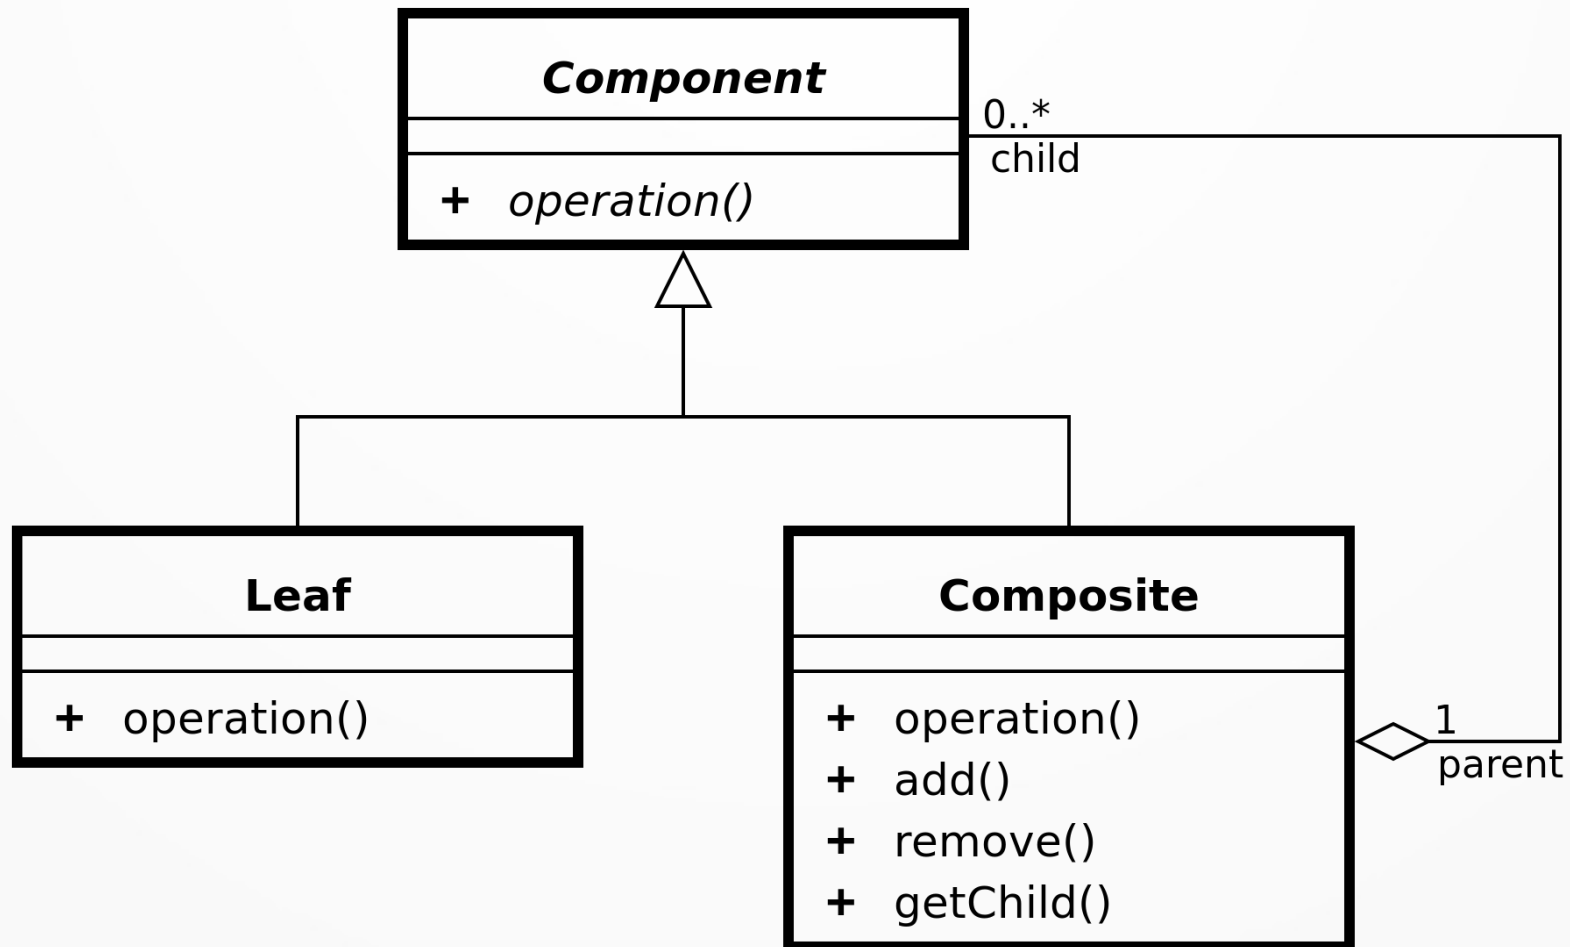 Component
0..*
child
+ operation()
Leaf
+ operation()
Composite
+ operation()
+ add()
+ remove()
+ getChild()
1
parent